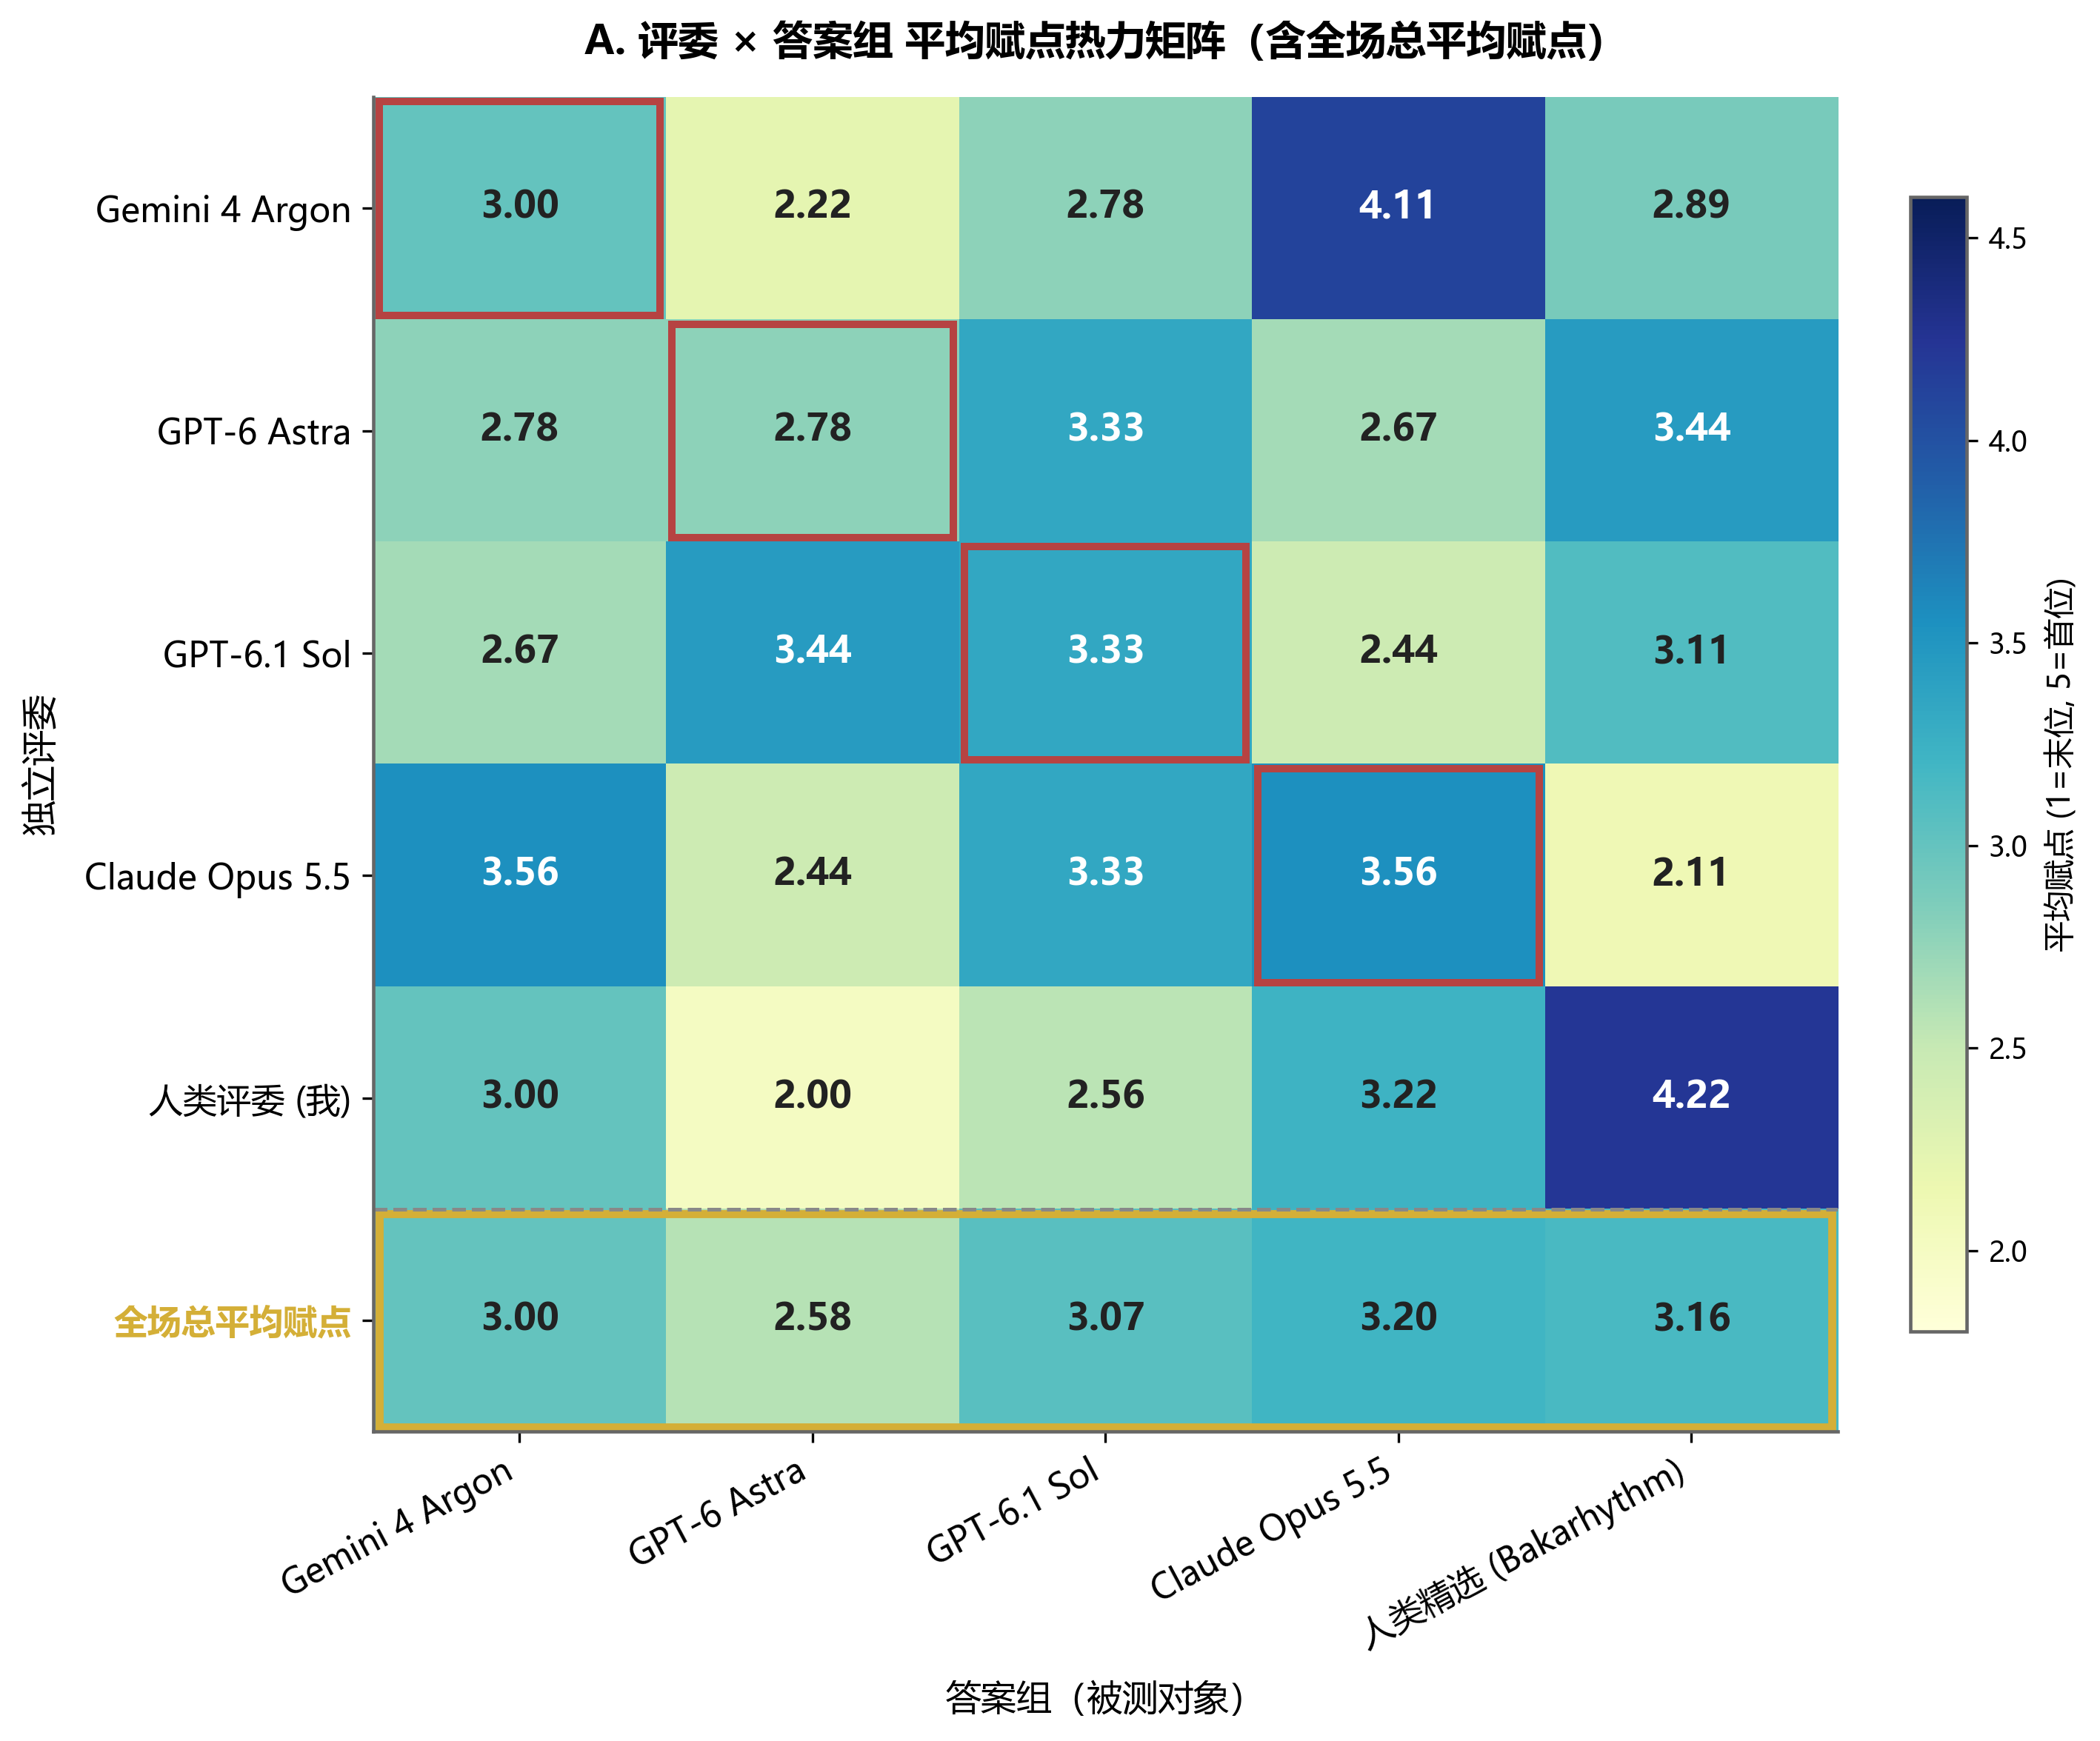 A. 评委 × 答案组 平均赋点热力矩阵 (含全场总平均赋点)
独立评委
Gemini 4 Argon 3.00 2.22 2.78 4.11 2.89
GPT-6 Astra 2.78 2.78 3.33 2.67 3.44
GPT-6.1 Sol 2.67 3.44 3.33 2.44 3.11
Claude Opus 5.5 3.56 2.44 3.33 3.56 2.11
人类评委 (我) 3.00 2.00 2.56 3.22 4.22
全场总平均赋点 3.00 2.58 3.07 3.20 3.16
Gemini 4 Argon
GPT-6 Astra
GPT-6.1 Sol
Claude Opus 5.5
人类精选 (Bakarhythm)
答案组（被测对象）
4.5
4.0
3.5
3.0
2.5
2.0
平均赋点 (1=末位, 5=首位)